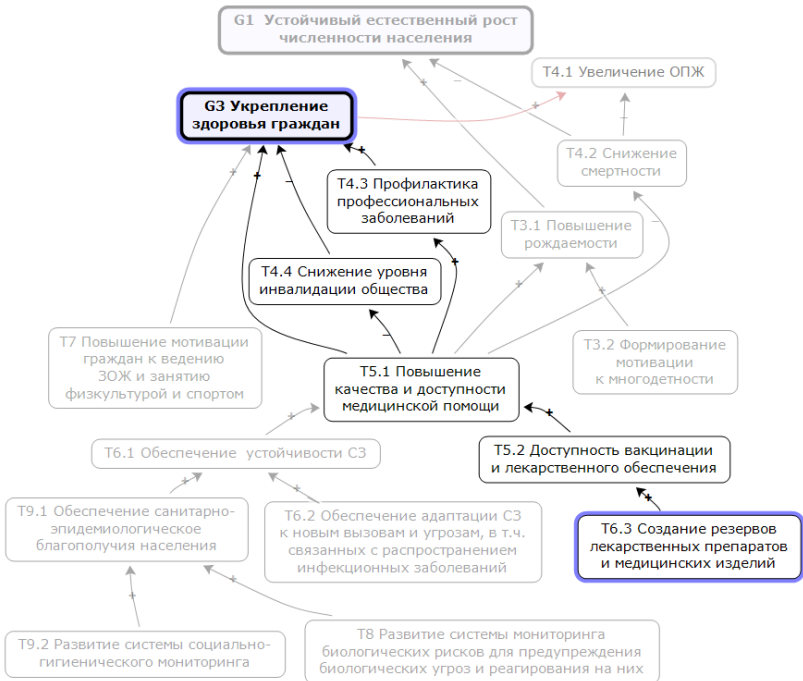 G1 Устойчивый естественный рост
численности населения
T4.1 Увеличение ОПЖ
G3 Укрепление
здоровья граждан
T4.2 Снижение
смертности
T4.3 Профилактика
профессиональных
заболеваний
T3.1 Повышение
рождаемости
T4.4 Снижение уровня
инвалидации общества
T7 Повышение мотивации
граждан к ведению
ЗОЖ и занятию
физкультурой и спортом
T5.1 Повышение
качества и доступности
медицинской помощи
T3.2 Формирование
мотивации
к многодетности
T6.1 Обеспечение устойчивости СЗ
T5.2 Доступность вакцинации
и лекарственного обеспечения
T9.1 Обеспечение санитарно-
эпидемиологическое
благополучия населения
T6.2 Обеспечение адаптации СЗ
к новым вызовам и угрозам, в т.ч.
связанных с распространением
инфекционных заболеваний
T6.3 Создание резервов
лекарственных препаратов
и медицинских изделий
T9.2 Развитие системы социально-
гигиенического мониторинга
T8 Развитие системы мониторинга
биологических рисков для предупреждения
биологических угроз и реагирования на них